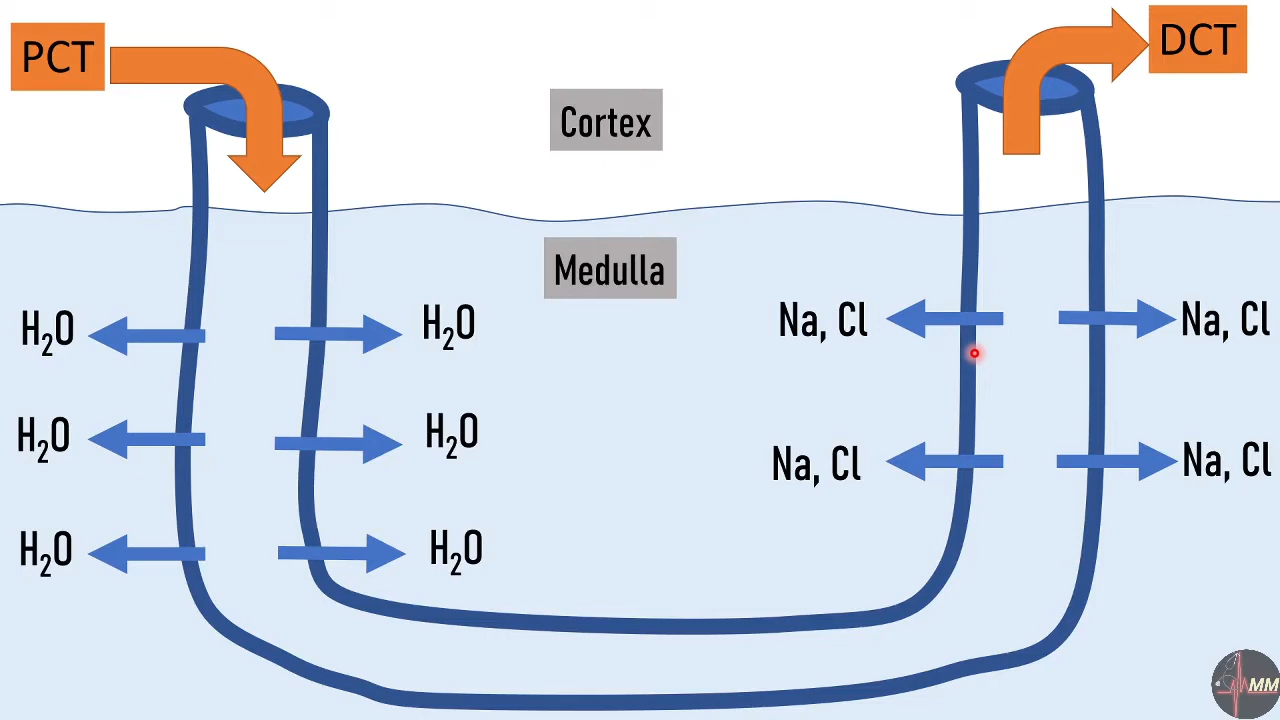 PCT
DCT
Cortex
Medulla
H₂O
H₂O
Na, Cl
Na, Cl
H₂O
H₂O
Na, Cl
Na, Cl
H₂O
H₂O
MM